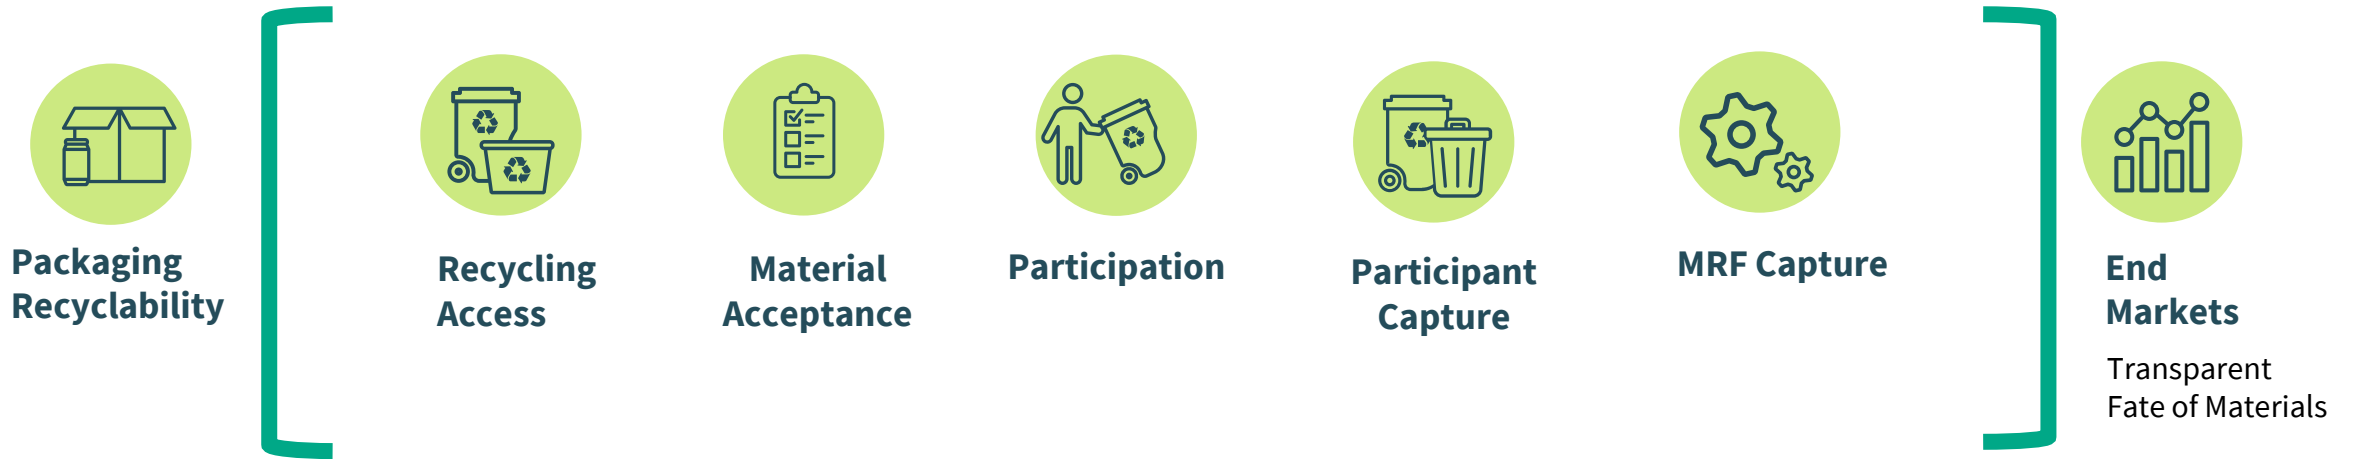 Packaging
Recyclability
Recycling
Access
Material
Acceptance
Participation
Participant
Capture
MRF Capture
End
Markets
Transparent
Fate of Materials